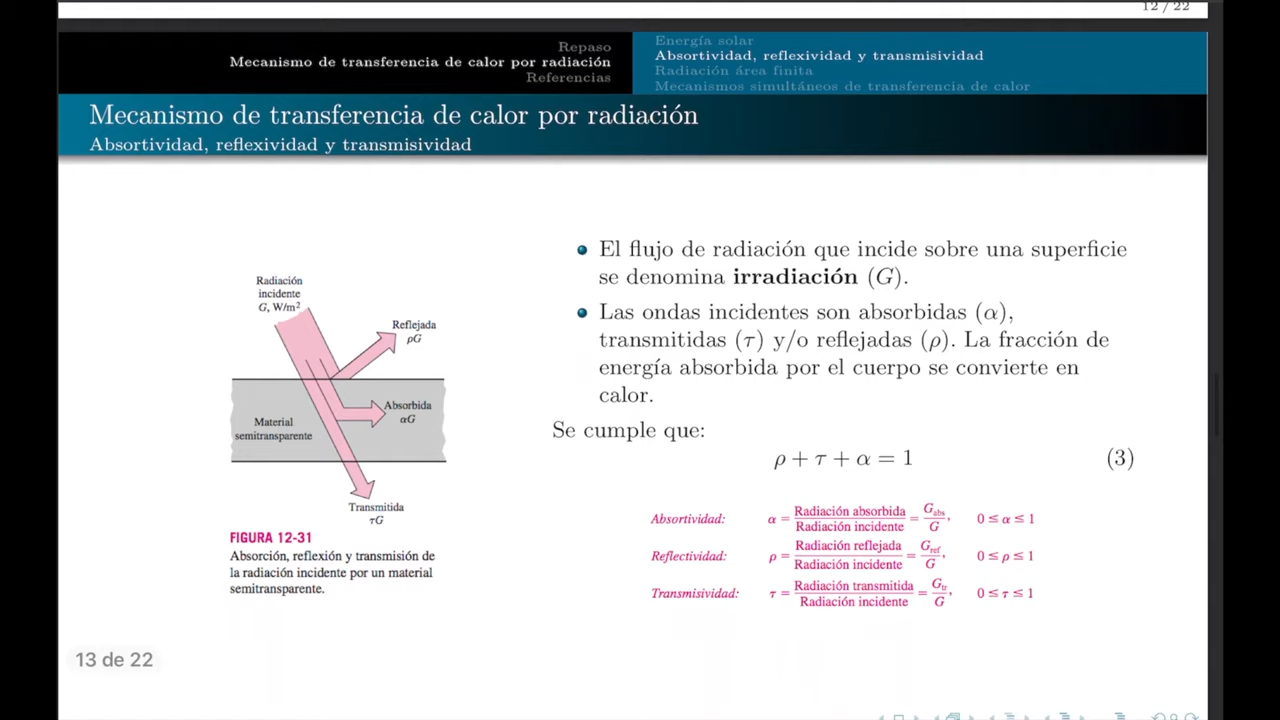 12 / 22
Repaso
Mecanismo de transferencia de calor por radiación
Referencias
Energía solar
Absortividad, reflexividad y transmisividad
Radiación área finita
Mecanismos simultáneos de transferencia de calor
Mecanismo de transferencia de calor por radiación
Absortividad, reflexividad y transmisividad
Radiación
incidente
G, W/m²
Reflejada
ρG
Absorbida
αG
Material
semitransparente
Transmitida
τG
FIGURA 12-31
Absorción, reflexión y transmisión de
la radiación incidente por un material
semitransparente.
El flujo de radiación que incide sobre una superficie
se denomina irradiación (G).
Las ondas incidentes son absorbidas (α),
transmitidas (τ) y/o reflejadas (ρ). La fracción de
energía absorbida por el cuerpo se convierte en
calor.
Se cumple que:
ρ + τ + α = 1 (3)
Absortividad: α = Radiación absorbida / Radiación incidente = G_abs / G, 0 ≤ α ≤ 1
Reflectividad: ρ = Radiación reflejada / Radiación incidente = G_ref / G, 0 ≤ ρ ≤ 1
Transmisividad: τ = Radiación transmitida / Radiación incidente = G_tr / G, 0 ≤ τ ≤ 1
13 de 22